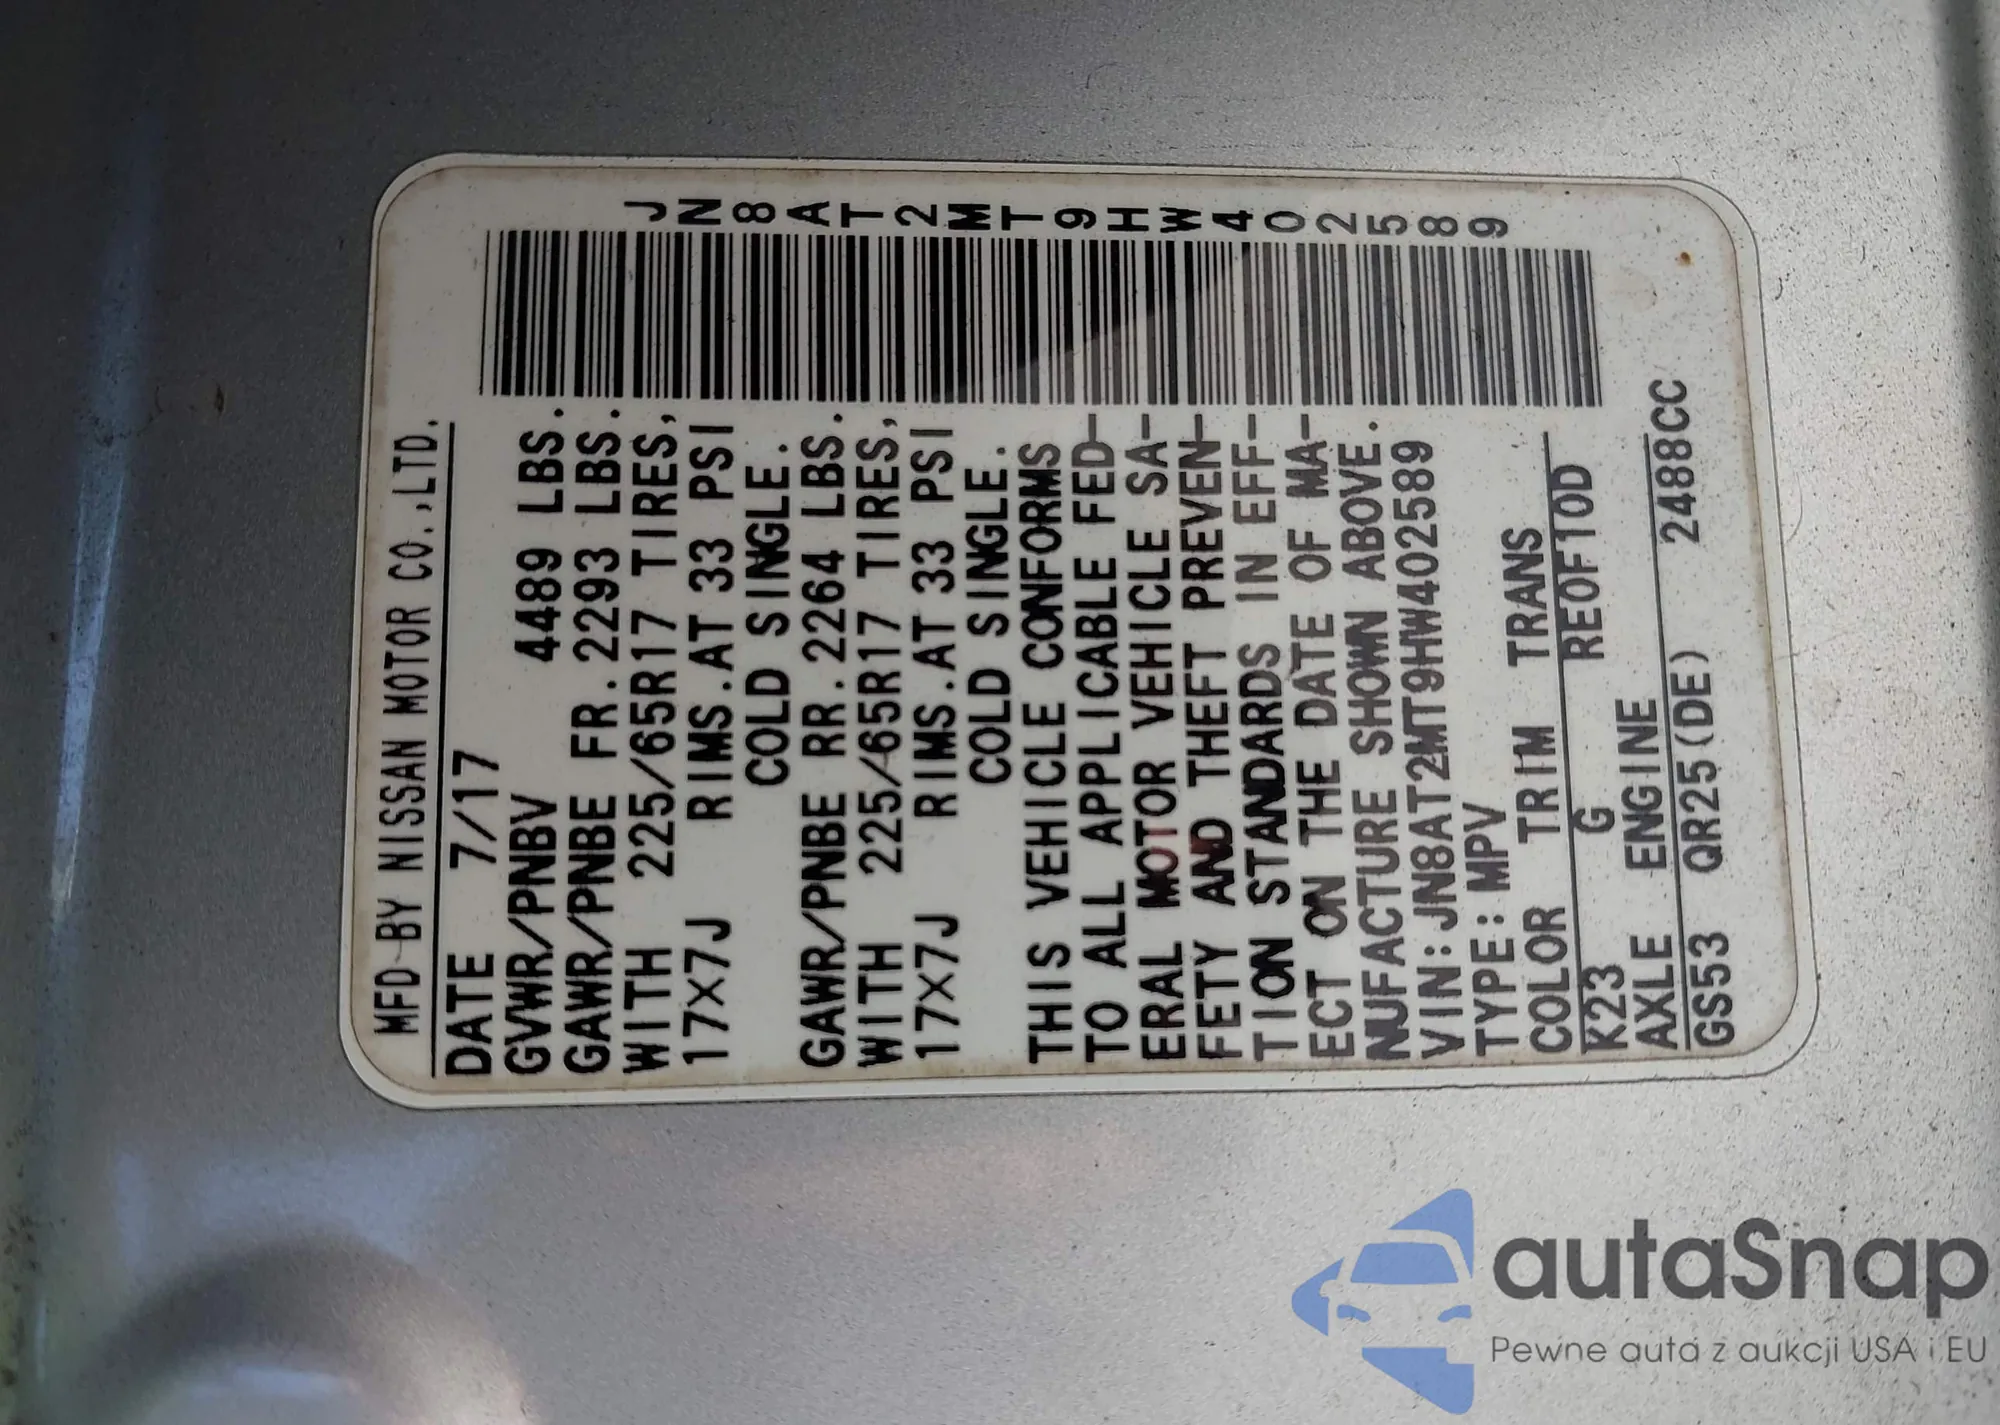 MFD BY NISSAN MOTOR CO.,LTD.
DATE 7/17
GVWR/PNBV 4489 LBS.
GAWR/PNBE FR.2293 LBS.
WITH 225/65R17 TIRES,
17×7J RIMS.AT 33 PSI
COLD SINGLE.
GAWR/PNBE RR.2264 LBS.
WITH 225/65R17 TIRES,
17×7J RIMS.AT 33 PSI
COLD SINGLE.
THIS VEHICLE CONFORMS
TO ALL APPLICABLE FED-
ERAL MOTOR VEHICLE SA-
FETY AND THEFT PREVEN-
TION STANDARDS IN EFF-
ECT ON THE DATE OF MA-
NUFACTURE SHOWN ABOVE.
VIN:JN8AT2MT9HW402589
TYPE:MPV
COLOR TRIM TRANS
K23 G RE0F10D
AXLE ENGINE
GS53 QR25(DE) 2488CC
JN8AT2MT9HW402589
autaSnap
Pewne auta z aukcji USA i EU